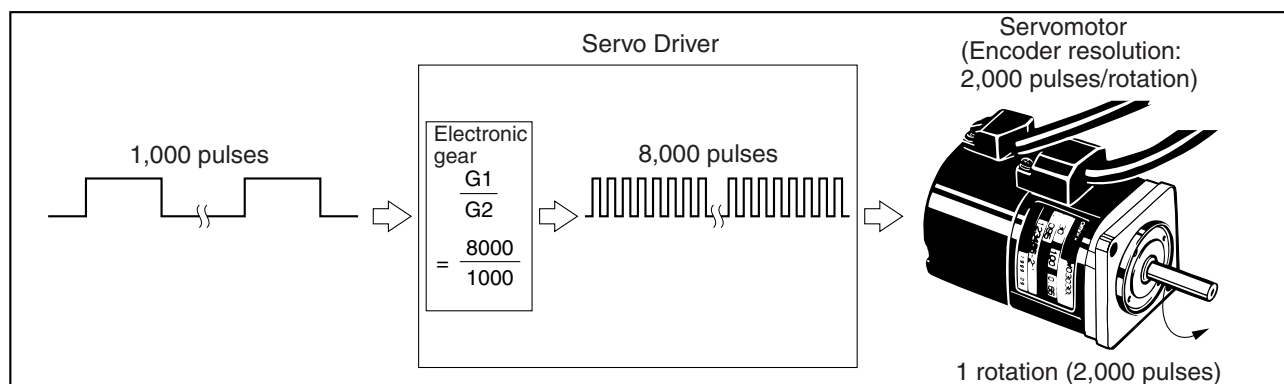 Servomotor
(Encoder resolution:
2,000 pulses/rotation)
Servo Driver
1,000 pulses
Electronic
gear
G1
G2
= 8000
1000
8,000 pulses
1 rotation (2,000 pulses)